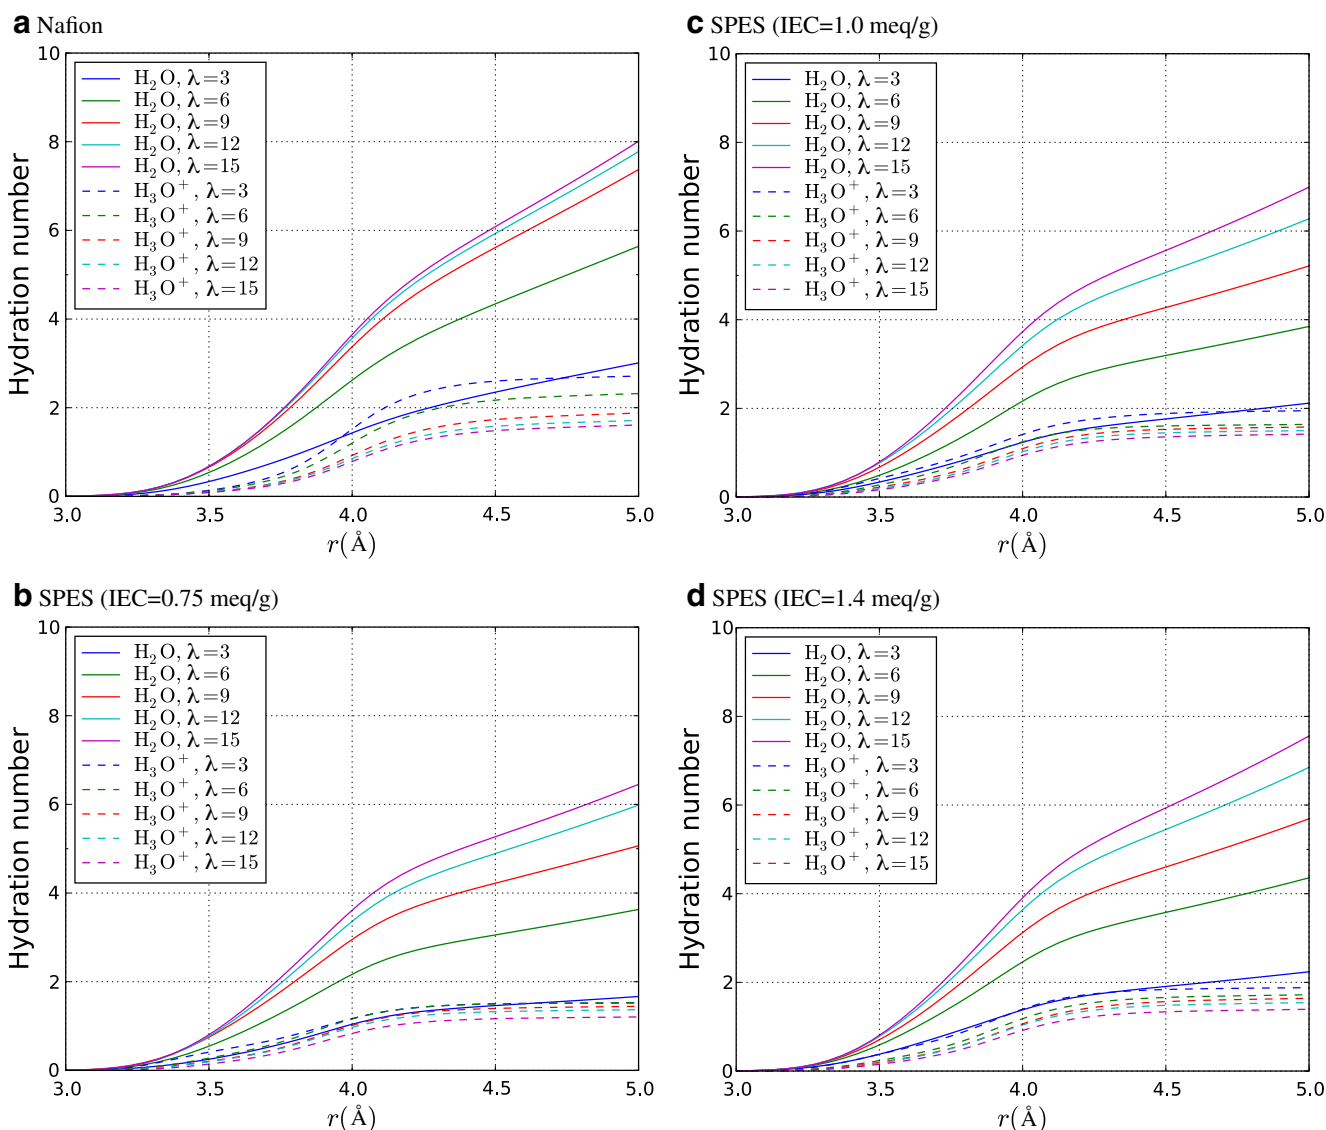 a Nafion
10
8
6
4
2
0
Hydration number
H₂O, λ=3
H₂O, λ=6
H₂O, λ=9
H₂O, λ=12
H₂O, λ=15
H₃O⁺, λ=3
H₃O⁺, λ=6
H₃O⁺, λ=9
H₃O⁺, λ=12
H₃O⁺, λ=15
3.0 3.5 4.0 4.5 5.0
r(Å)
c SPES (IEC=1.0 meq/g)
10
8
6
4
2
0
Hydration number
H₂O, λ=3
H₂O, λ=6
H₂O, λ=9
H₂O, λ=12
H₂O, λ=15
H₃O⁺, λ=3
H₃O⁺, λ=6
H₃O⁺, λ=9
H₃O⁺, λ=12
H₃O⁺, λ=15
3.0 3.5 4.0 4.5 5.0
r(Å)
b SPES (IEC=0.75 meq/g)
10
8
6
4
2
0
Hydration number
H₂O, λ=3
H₂O, λ=6
H₂O, λ=9
H₂O, λ=12
H₂O, λ=15
H₃O⁺, λ=3
H₃O⁺, λ=6
H₃O⁺, λ=9
H₃O⁺, λ=12
H₃O⁺, λ=15
3.0 3.5 4.0 4.5 5.0
r(Å)
d SPES (IEC=1.4 meq/g)
10
8
6
4
2
0
Hydration number
H₂O, λ=3
H₂O, λ=6
H₂O, λ=9
H₂O, λ=12
H₂O, λ=15
H₃O⁺, λ=3
H₃O⁺, λ=6
H₃O⁺, λ=9
H₃O⁺, λ=12
H₃O⁺, λ=15
3.0 3.5 4.0 4.5 5.0
r(Å)